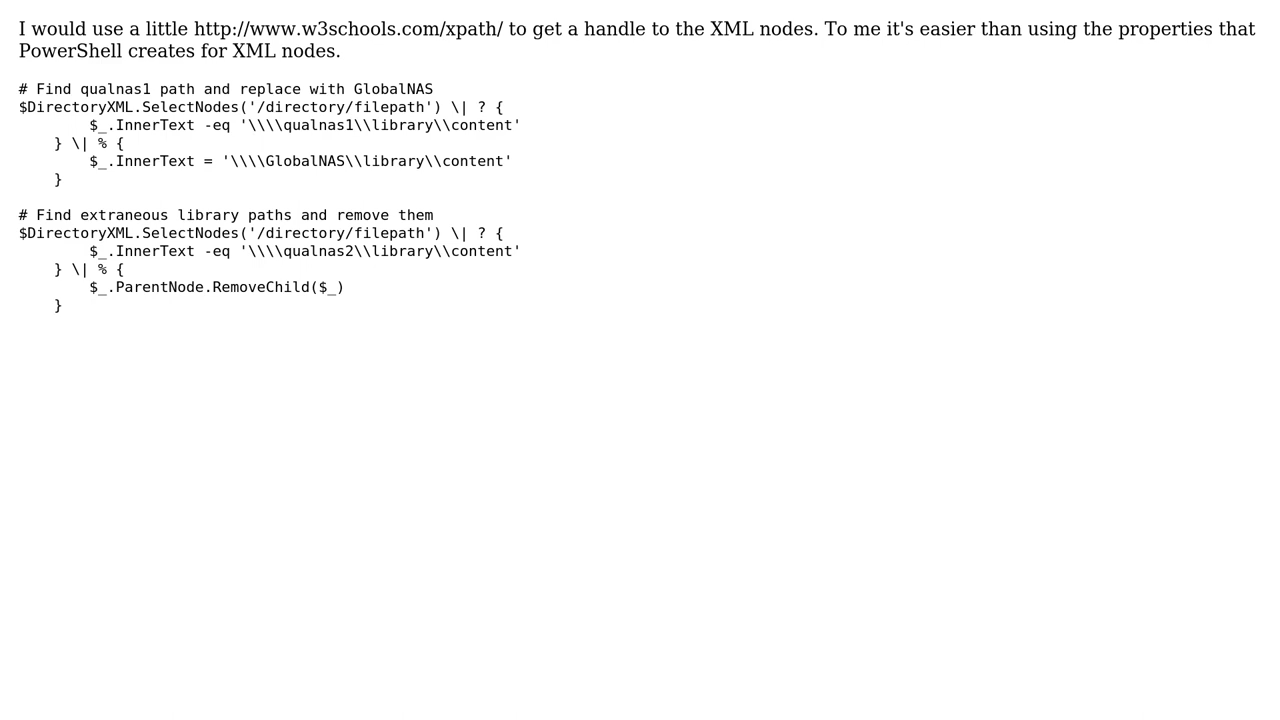 I would use a little http://www.w3schools.com/xpath/ to get a handle to the XML nodes. To me it's easier than using the properties that
PowerShell creates for XML nodes.
# Find qualnas1 path and replace with GlobalNAS
$DirectoryXML.SelectNodes('/directory/filepath') \| ? {
        $_.InnerText -eq '\\\\qualnas1\\library\\content'
    } \| % {
        $_.InnerText = '\\\\GlobalNAS\\library\\content'
    }
# Find extraneous library paths and remove them
$DirectoryXML.SelectNodes('/directory/filepath') \| ? {
        $_.InnerText -eq '\\\\qualnas2\\library\\content'
    } \| % {
        $_.ParentNode.RemoveChild($_)
    }